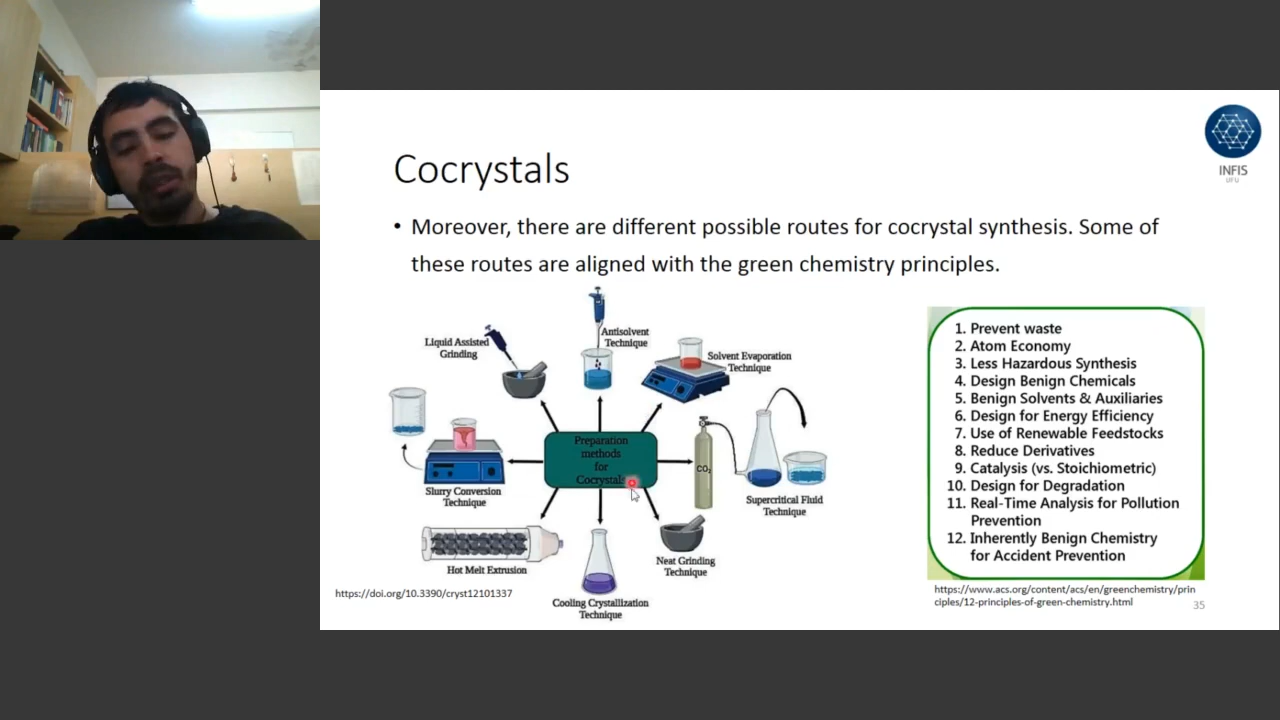 INFIS
UFU
Cocrystals
• Moreover, there are different possible routes for cocrystal synthesis. Some of
these routes are aligned with the green chemistry principles.
Liquid Assisted
Grinding
Antisolvent
Technique
Solvent Evaporation
Technique
Slurry Conversion
Technique
Preparation
methods
for
Cocrystals
CO₂
Supercritical Fluid
Technique
Hot Melt Extrusion
Cooling Crystallization
Technique
Neat Grinding
Technique
https://doi.org/10.3390/cryst12101337
1. Prevent waste
2. Atom Economy
3. Less Hazardous Synthesis
4. Design Benign Chemicals
5. Benign Solvents & Auxiliaries
6. Design for Energy Efficiency
7. Use of Renewable Feedstocks
8. Reduce Derivatives
9. Catalysis (vs. Stoichiometric)
10. Design for Degradation
11. Real-Time Analysis for Pollution
Prevention
12. Inherently Benign Chemistry
for Accident Prevention
https://www.acs.org/content/acs/en/greenchemistry/prin
ciples/12-principles-of-green-chemistry.html
35